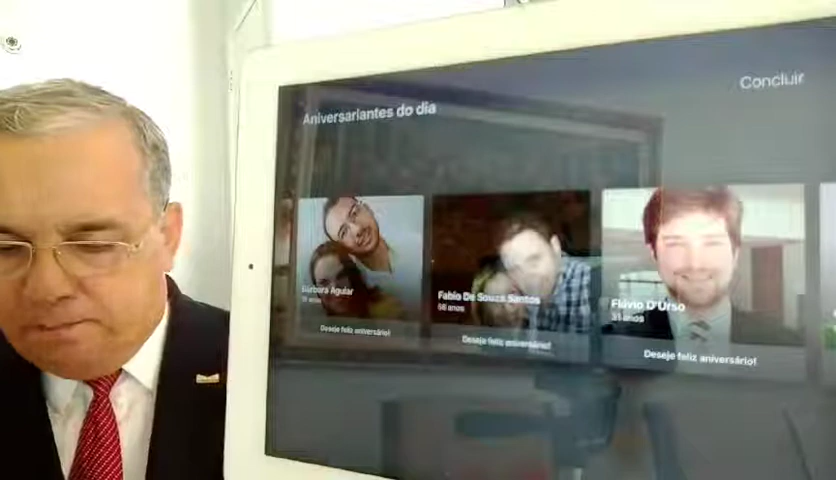 Concluir
Aniversariantes do dia
Bárbara Aguiar
Fabio De Souza Santos
56 anos
Flávio D'Urso
31 anos
Deseje feliz aniversário!
Deseje feliz aniversário!
Deseje feliz aniversário!